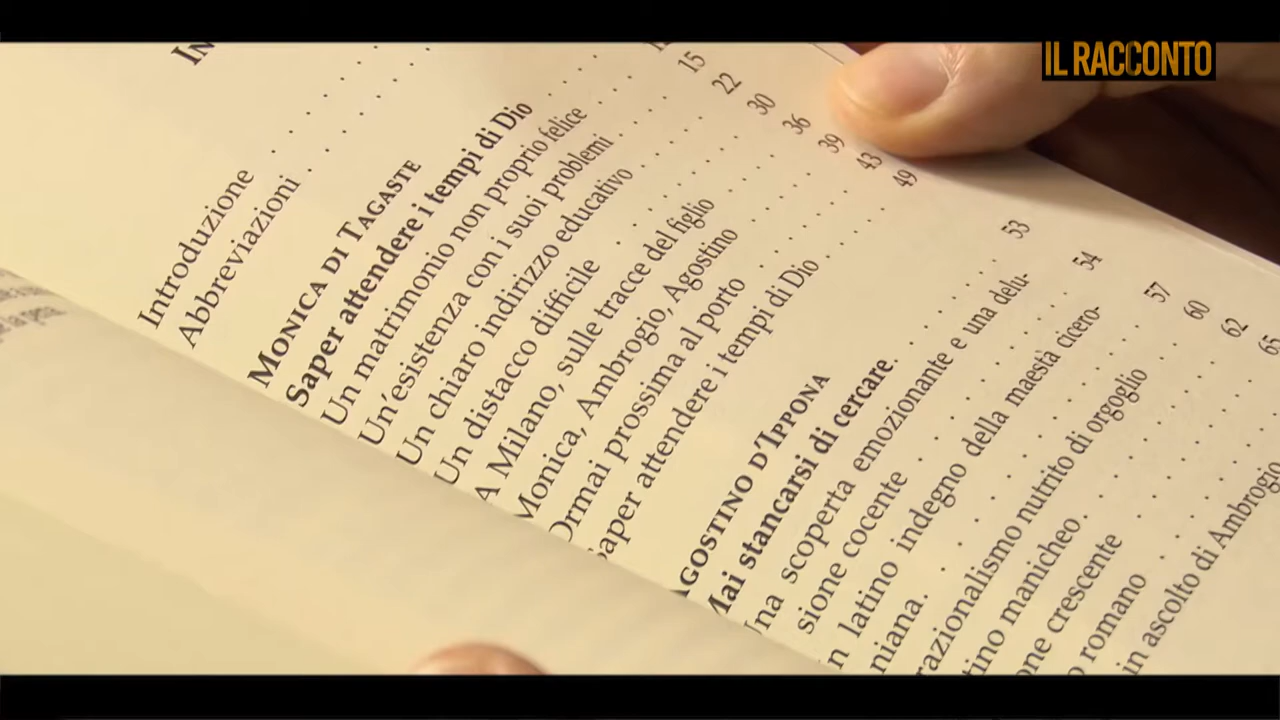 IL RACCONTO
Introduzione
Abbreviazioni
MONICA DI TAGASTE
Saper attendere i tempi di Dio
Un matrimonio non proprio felice 15
Un'esistenza con i suoi problemi 22
Un chiaro indirizzo educativo 30
Un distacco difficile 36
A Milano, sulle tracce del figlio 39
Monica, Ambrogio, Agostino 43
Ormai prossima al porto 49
Saper attendere i tempi di Dio
AGOSTINO D'IPPONA
Mai stancarsi di cercare 53
Una scoperta emozionante e una delu-
sione cocente 54
n latino indegno della maestà cicero-
niana. 57
razionalismo nutrito di orgoglio 60
tino manicheo 62
one crescente 65
o romano
in ascolto di Ambrogio